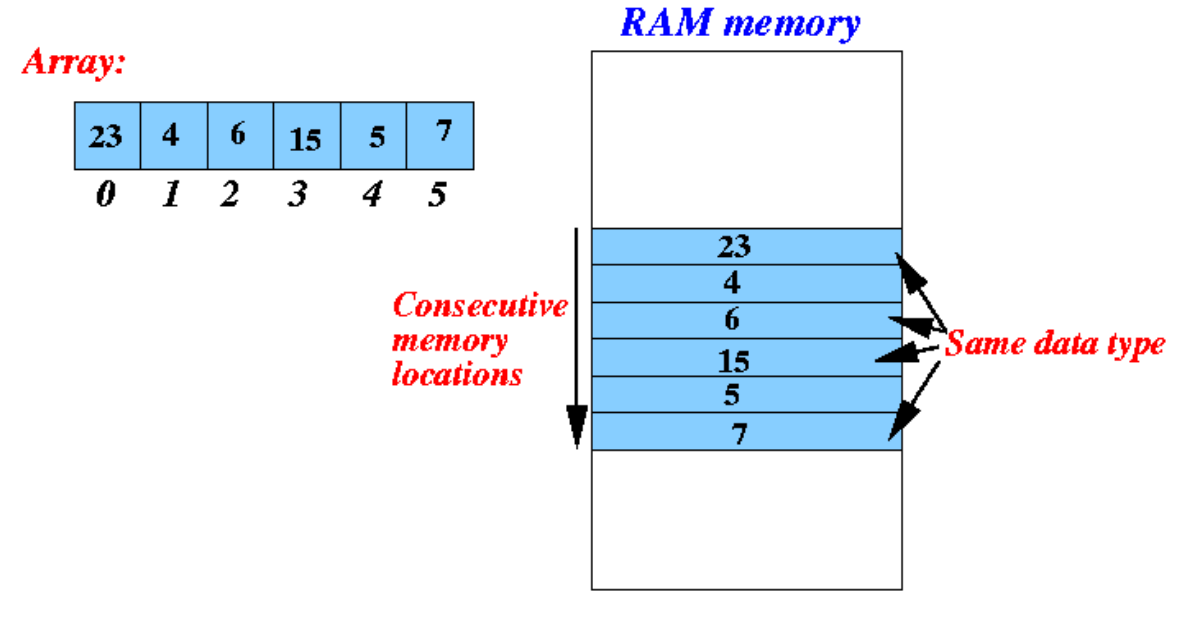 RAM memory
Array:
23 4 6 15 5 7
0 1 2 3 4 5
23
4
6
15
5
7
Consecutive
memory
locations
Same data type